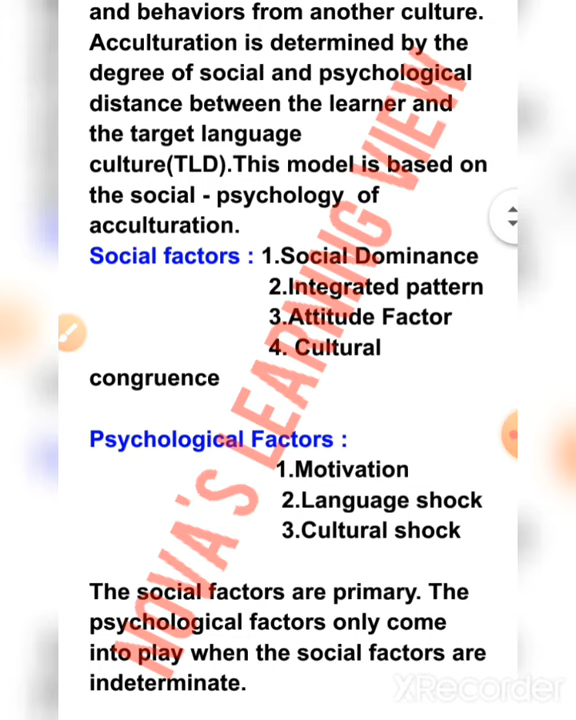 and behaviors from another culture.
Acculturation is determined by the
degree of social and psychological
distance between the learner and
the target language
culture(TLD).This model is based on
the social - psychology of
acculturation.
Social factors : 1.Social Dominance
2.Integrated pattern
3.Attitude Factor
4. Cultural
congruence
Psychological Factors :
1.Motivation
2.Language shock
3.Cultural shock
The social factors are primary. The
psychological factors only come
into play when the social factors are
indeterminate.
NOVA'S LEARNING VIEW
XRecorder